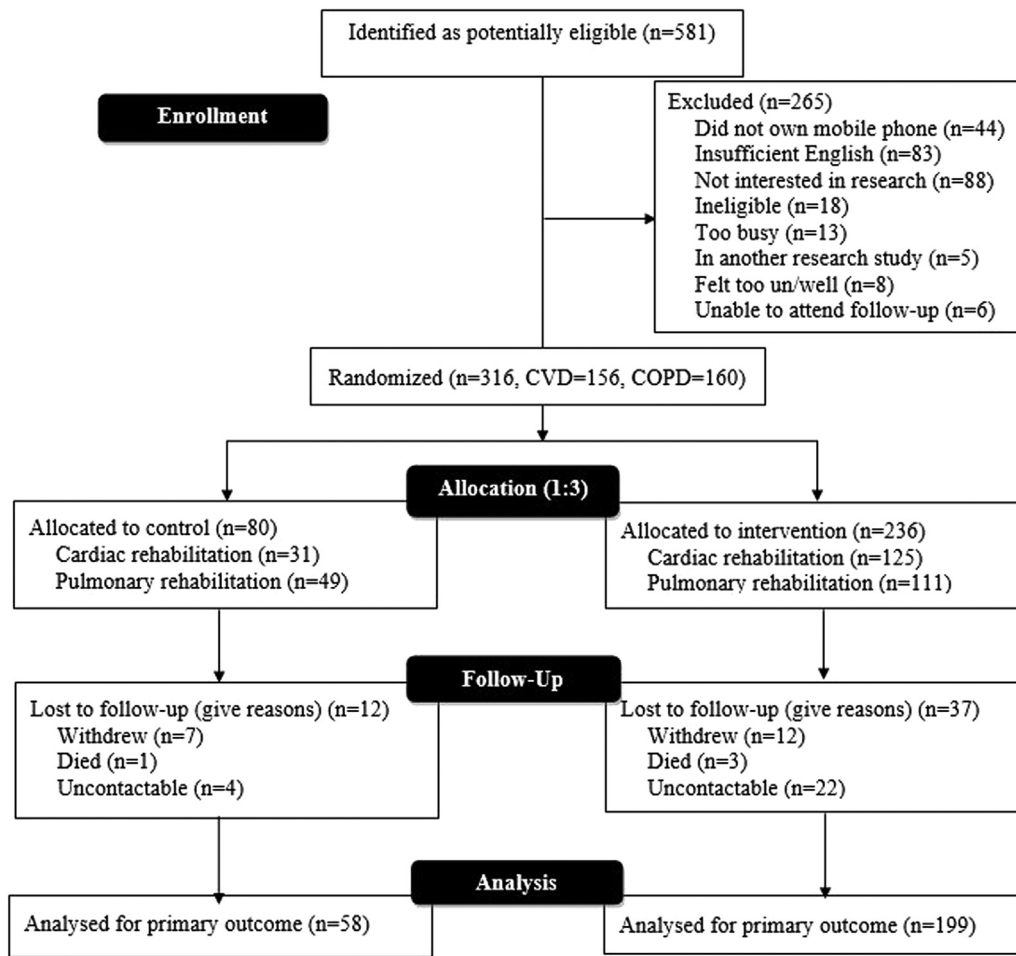 Identified as potentially eligible (n=581)
Enrollment
Excluded (n=265)
Did not own mobile phone (n=44)
Insufficient English (n=83)
Not interested in research (n=88)
Ineligible (n=18)
Too busy (n=13)
In another research study (n=5)
Felt too un/well (n=8)
Unable to attend follow-up (n=6)
Randomized (n=316, CVD=156, COPD=160)
Allocation (1:3)
Allocated to control (n=80)
Cardiac rehabilitation (n=31)
Pulmonary rehabilitation (n=49)
Allocated to intervention (n=236)
Cardiac rehabilitation (n=125)
Pulmonary rehabilitation (n=111)
Follow-Up
Lost to follow-up (give reasons) (n=12)
Withdrew (n=7)
Died (n=1)
Uncontactable (n=4)
Lost to follow-up (give reasons) (n=37)
Withdrew (n=12)
Died (n=3)
Uncontactable (n=22)
Analysis
Analysed for primary outcome (n=58)
Analysed for primary outcome (n=199)